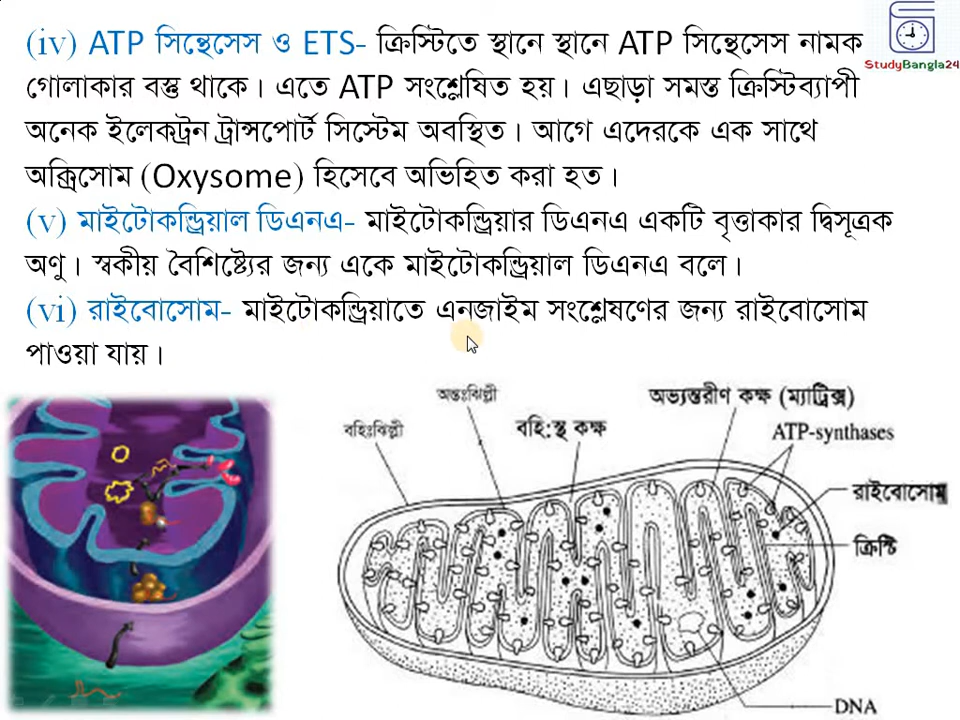 (iv) ATP সিন্থেসেস ও ETS- ক্রিস্টিতে স্থানে স্থানে ATP সিন্থেসেস নামক
গোলাকার বস্তু থাকে। এতে ATP সংশ্লেষিত হয়। এছাড়া সমস্ত ক্রিস্টিব্যাপী
অনেক ইলেকট্রন ট্রান্সপোর্ট সিস্টেম অবস্থিত। আগে এদেরকে এক সাথে
অক্সিসোম (Oxysome) হিসেবে অভিহিত করা হত।
(v) মাইটোকন্ড্রিয়াল ডিএনএ- মাইটোকন্ড্রিয়ার ডিএনএ একটি বৃত্তাকার দ্বিসূত্রক
অণু। স্বকীয় বৈশিষ্ট্যের জন্য একে মাইটোকন্ড্রিয়াল ডিএনএ বলে।
(vi) রাইবোসোম- মাইটোকন্ড্রিয়াতে এনজাইম সংশ্লেষণের জন্য রাইবোসোম
পাওয়া যায়।
StudyBangla24
অন্তঃঝিল্লী
অভ্যন্তরীণ কক্ষ (ম্যাট্রিক্স)
বহিঃঝিল্লী
বহি:স্থ কক্ষ
ATP-synthases
রাইবোসোম
ক্রিস্টি
DNA